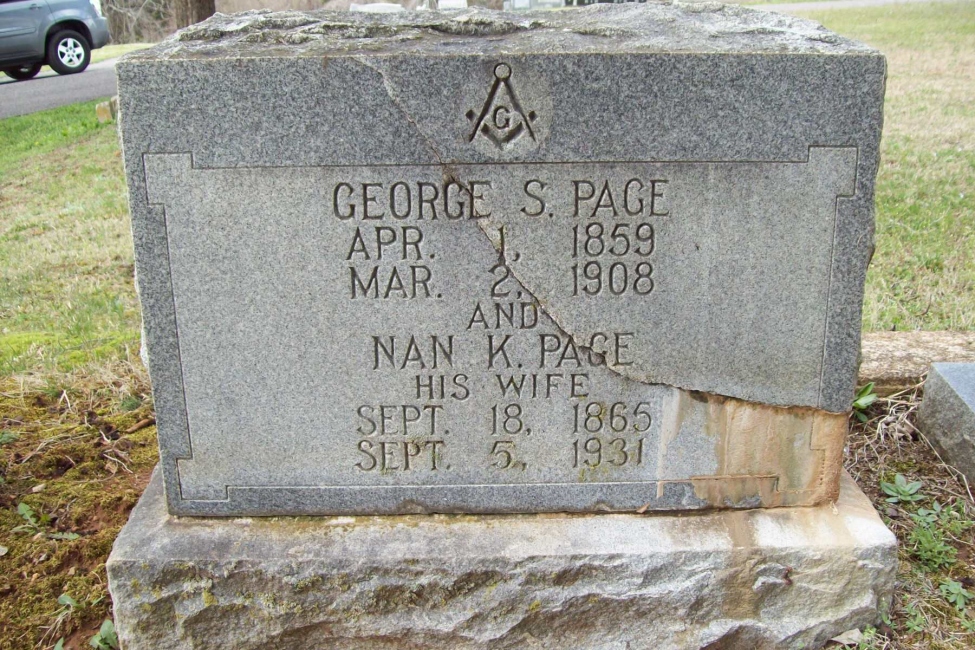 G
GEORGE S. PAGE
APR. 1, 1859
MAR. 2, 1908
AND
NAN K. PAGE
HIS WIFE
SEPT. 18, 1865
SEPT. 5, 1931